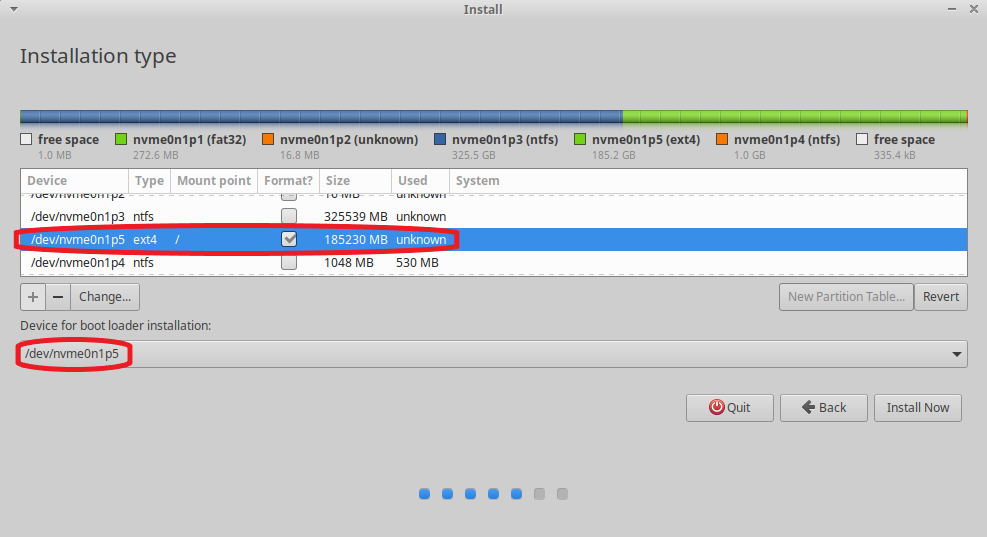 Install
Installation type
free space nvme0n1p1 (fat32) nvme0n1p2 (unknown) nvme0n1p3 (ntfs) nvme0n1p5 (ext4) nvme0n1p4 (ntfs) free space
1.0 MB 272.6 MB 16.8 MB 325.5 GB 185.2 GB 1.0 GB 335.4 kB
Device Type Mount point Format? Size Used System
/dev/nvme0n1p2 16 MB unknown
/dev/nvme0n1p3 ntfs 325539 MB unknown
/dev/nvme0n1p5 ext4 / 185230 MB unknown
/dev/nvme0n1p4 ntfs 1048 MB 530 MB
+ − Change... New Partition Table... Revert
Device for boot loader installation:
/dev/nvme0n1p5
Quit Back Install Now